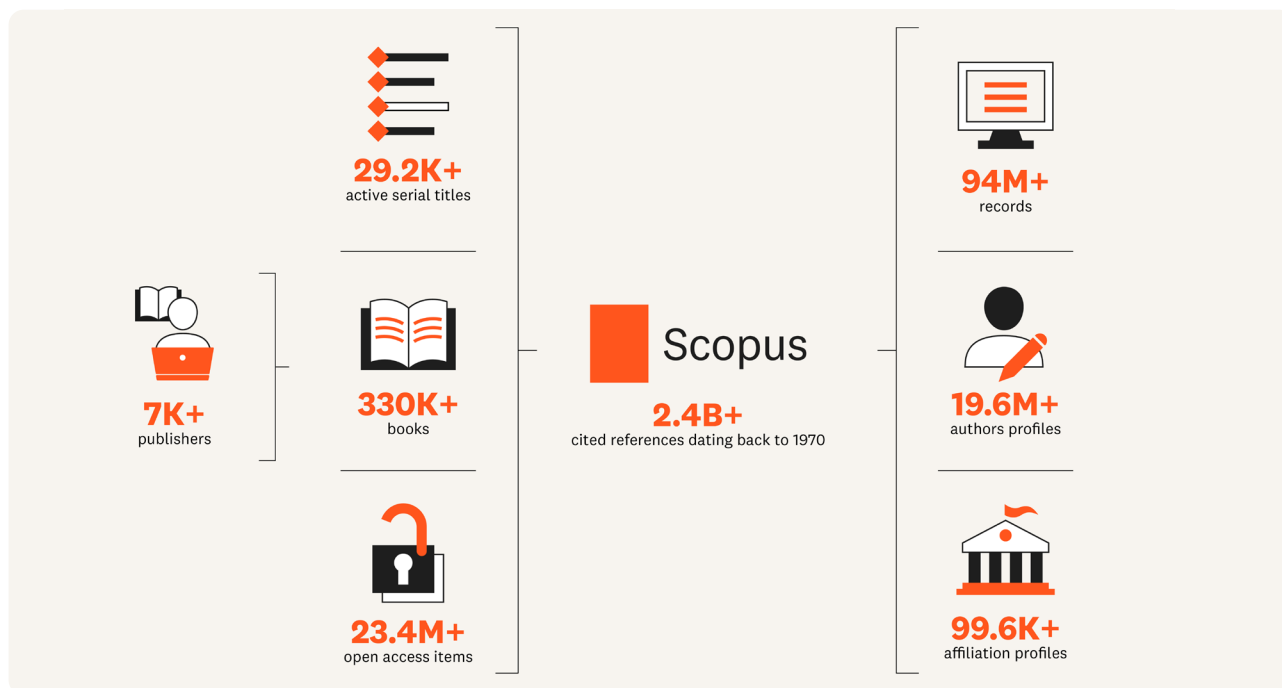 7K+
publishers
29.2K+
active serial titles
330K+
books
23.4M+
open access items
Scopus
2.4B+
cited references dating back to 1970
94M+
records
19.6M+
authors profiles
99.6K+
affiliation profiles